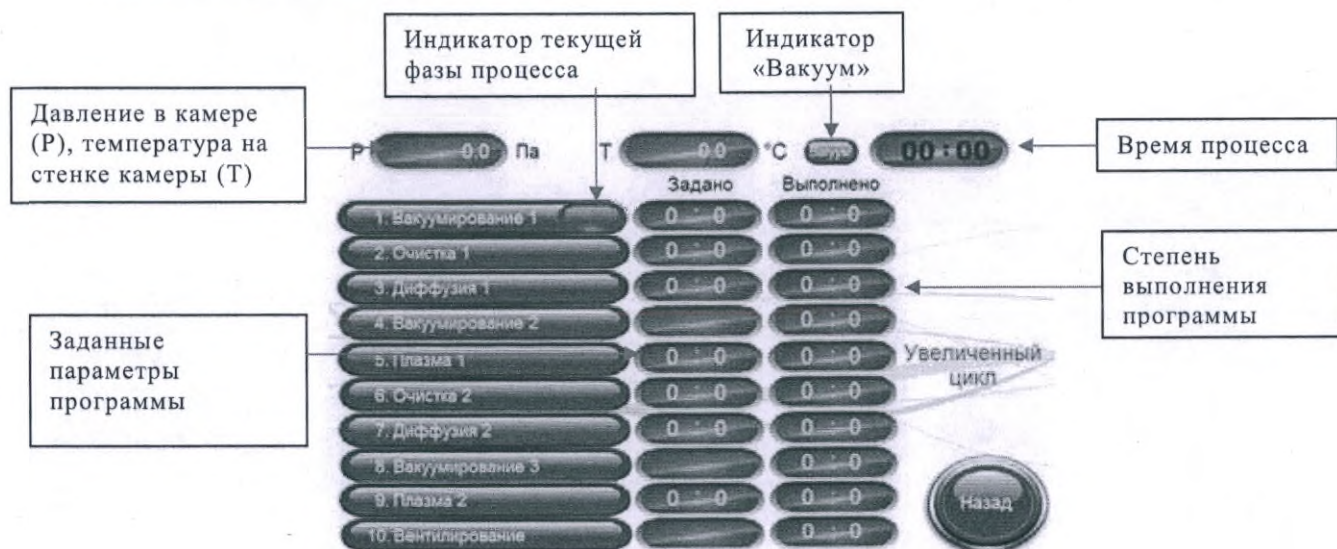 Индикатор текущей
фазы процесса
Индикатор
«Вакуум»
Давление в камере
(Р), температура на
стенке камеры (Т)
Время процесса
P 0,0 Па T 0,0 °C 00:00
Задано Выполнено
1. Вакуумирование 1 0 : 0 0 : 0
2. Очистка 1 0 : 0 0 : 0
3. Диффузия 1 0 : 0 0 : 0
4. Вакуумирование 2 0 : 0
5. Плазма 1 0 : 0 0 : 0
6. Очистка 2 0 : 0 0 : 0
7. Диффузия 2 0 : 0 0 : 0
8. Вакуумирование 3 0 : 0
9. Плазма 2 0 : 0 0 : 0
10. Вентилирование 0 : 0
Степень
выполнения
программы
Заданные
параметры
программы
Увеличенный
цикл
Назад